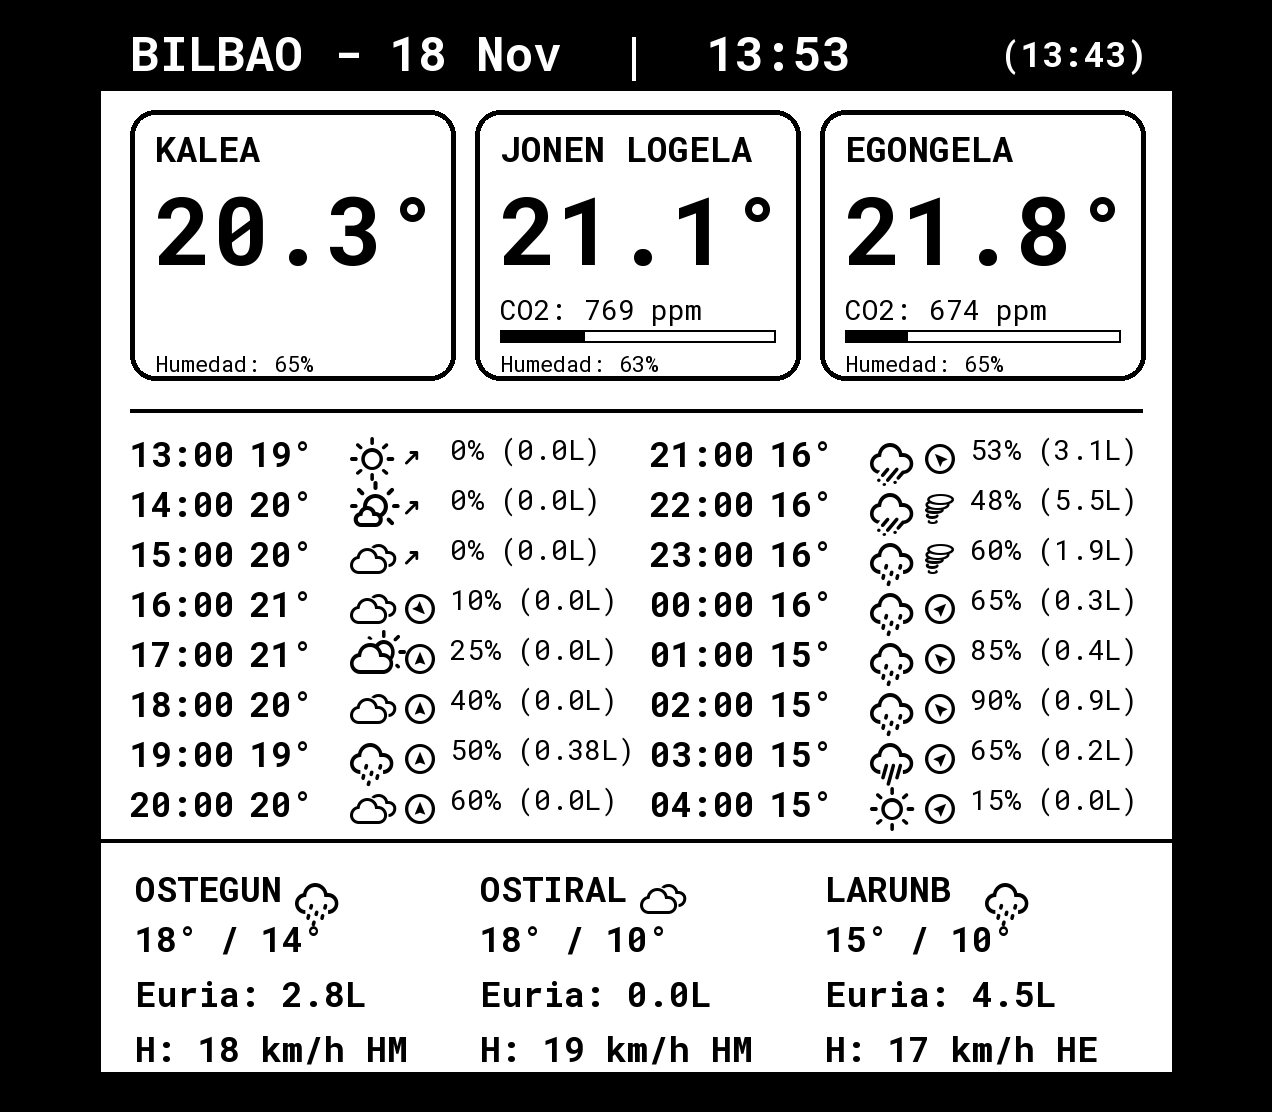 BILBAO - 18 Nov | 13:53 (13:43)
KALEA
20.3°
Humedad: 65%
JONEN LOGELA
21.1°
CO2: 769 ppm
Humedad: 63%
EGONGELA
21.8°
CO2: 674 ppm
Humedad: 65%
13:00 19° 0% (0.0L)
14:00 20° 0% (0.0L)
15:00 20° 0% (0.0L)
16:00 21° 10% (0.0L)
17:00 21° 25% (0.0L)
18:00 20° 40% (0.0L)
19:00 19° 50% (0.38L)
20:00 20° 60% (0.0L)
21:00 16° 53% (3.1L)
22:00 16° 48% (5.5L)
23:00 16° 60% (1.9L)
00:00 16° 65% (0.3L)
01:00 15° 85% (0.4L)
02:00 15° 90% (0.9L)
03:00 15° 65% (0.2L)
04:00 15° 15% (0.0L)
OSTEGUN
18° / 14°
Euria: 2.8L
H: 18 km/h HM
OSTIRAL
18° / 10°
Euria: 0.0L
H: 19 km/h HM
LARUNB
15° / 10°
Euria: 4.5L
H: 17 km/h HE